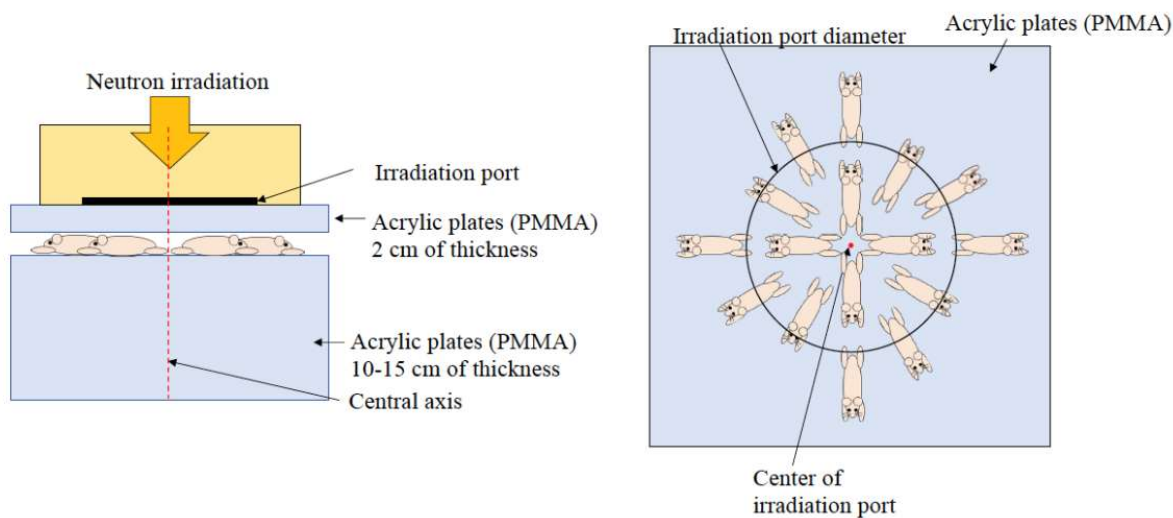 Neutron irradiation
Irradiation port
Acrylic plates (PMMA)
2 cm of thickness
Acrylic plates (PMMA)
10-15 cm of thickness
Central axis
Acrylic plates (PMMA)
Irradiation port diameter
Center of
irradiation port